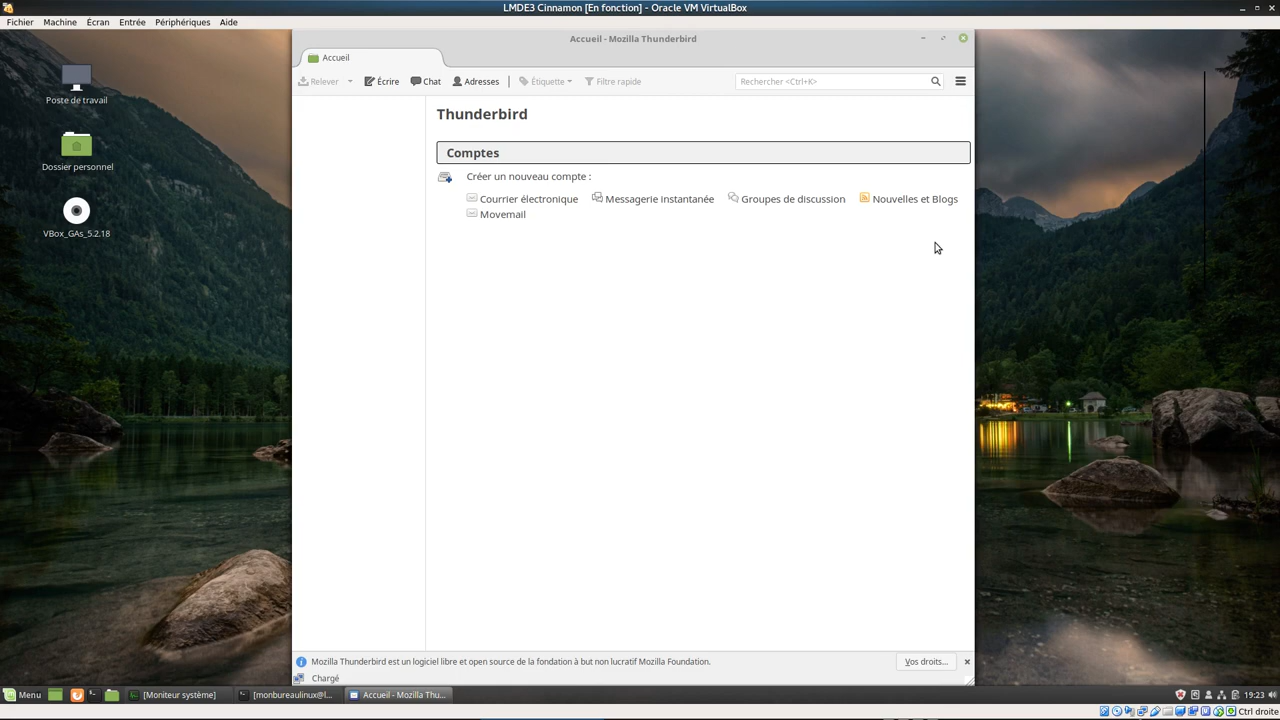 LMDE3 Cinnamon [En fonction] - Oracle VM VirtualBox
Fichier Machine Écran Entrée Périphériques Aide
Accueil - Mozilla Thunderbird
Accueil
Relever Écrire Chat Adresses Étiquette Filtre rapide Rechercher <Ctrl+K>
Poste de travail
Dossier personnel
VBox_GAs_5.2.18
Thunderbird
Comptes
Créer un nouveau compte :
Courrier électronique Messagerie instantanée Groupes de discussion Nouvelles et Blogs
Movemail
Mozilla Thunderbird est un logiciel libre et open source de la fondation à but non lucratif Mozilla Foundation. Vos droits...
Chargé
Menu [Moniteur système] [monbureaulinux@l... Accueil - Mozilla Thu... 19:23
Ctrl droite